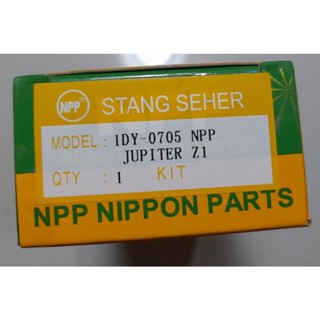 NPP STANG SEHER
MODEL : 1DY-0705 NPP
JUPITER Z1
QTY : 1 KIT
NPP NIPPON PARTS